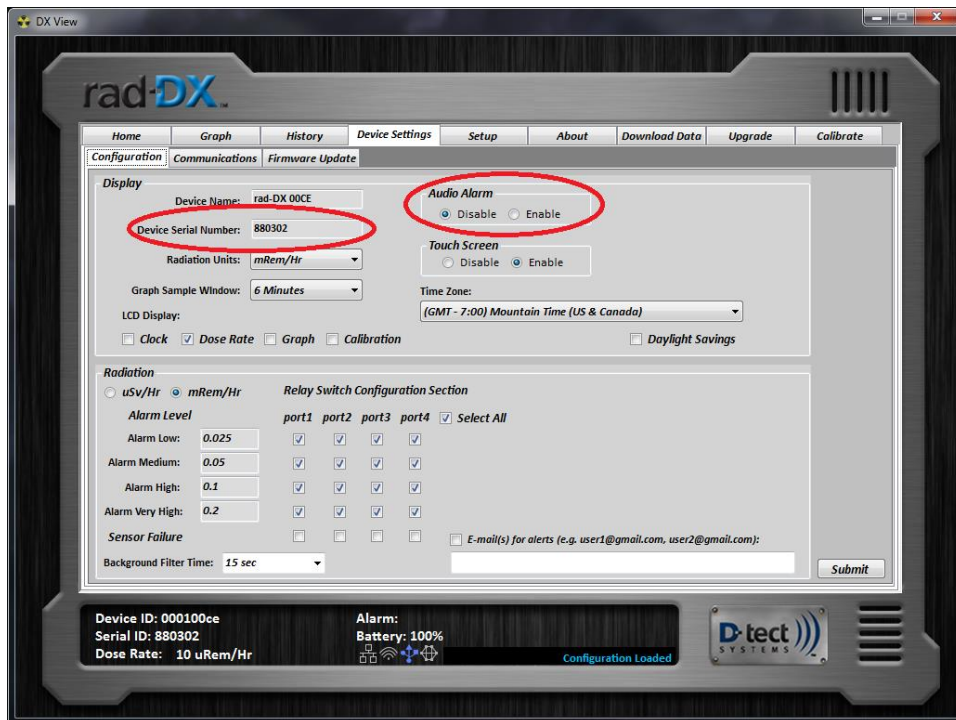 DX View
rad-DX
Home Graph History Device Settings Setup About Download Data Upgrade Calibrate
Configuration Communications Firmware Update
Display
Device Name: rad-DX 00CE
Device Serial Number: 880302
Radiation Units: mRem/Hr
Graph Sample Window: 6 Minutes
LCD Display:
Clock Dose Rate Graph Calibration
Audio Alarm
Disable Enable
Touch Screen
Disable Enable
Time Zone:
(GMT - 7:00) Mountain Time (US & Canada)
Daylight Savings
Radiation
uSv/Hr mRem/Hr Relay Switch Configuration Section
Alarm Level port1 port2 port3 port4 Select All
Alarm Low: 0.025
Alarm Medium: 0.05
Alarm High: 0.1
Alarm Very High: 0.2
Sensor Failure
E-mail(s) for alerts (e.g. user1@gmail.com, user2@gmail.com):
Background Filter Time: 15 sec
Submit
Device ID: 000100ce
Serial ID: 880302
Dose Rate: 10 uRem/Hr
Alarm:
Battery: 100%
Configuration Loaded
D-tect
SYSTEMS